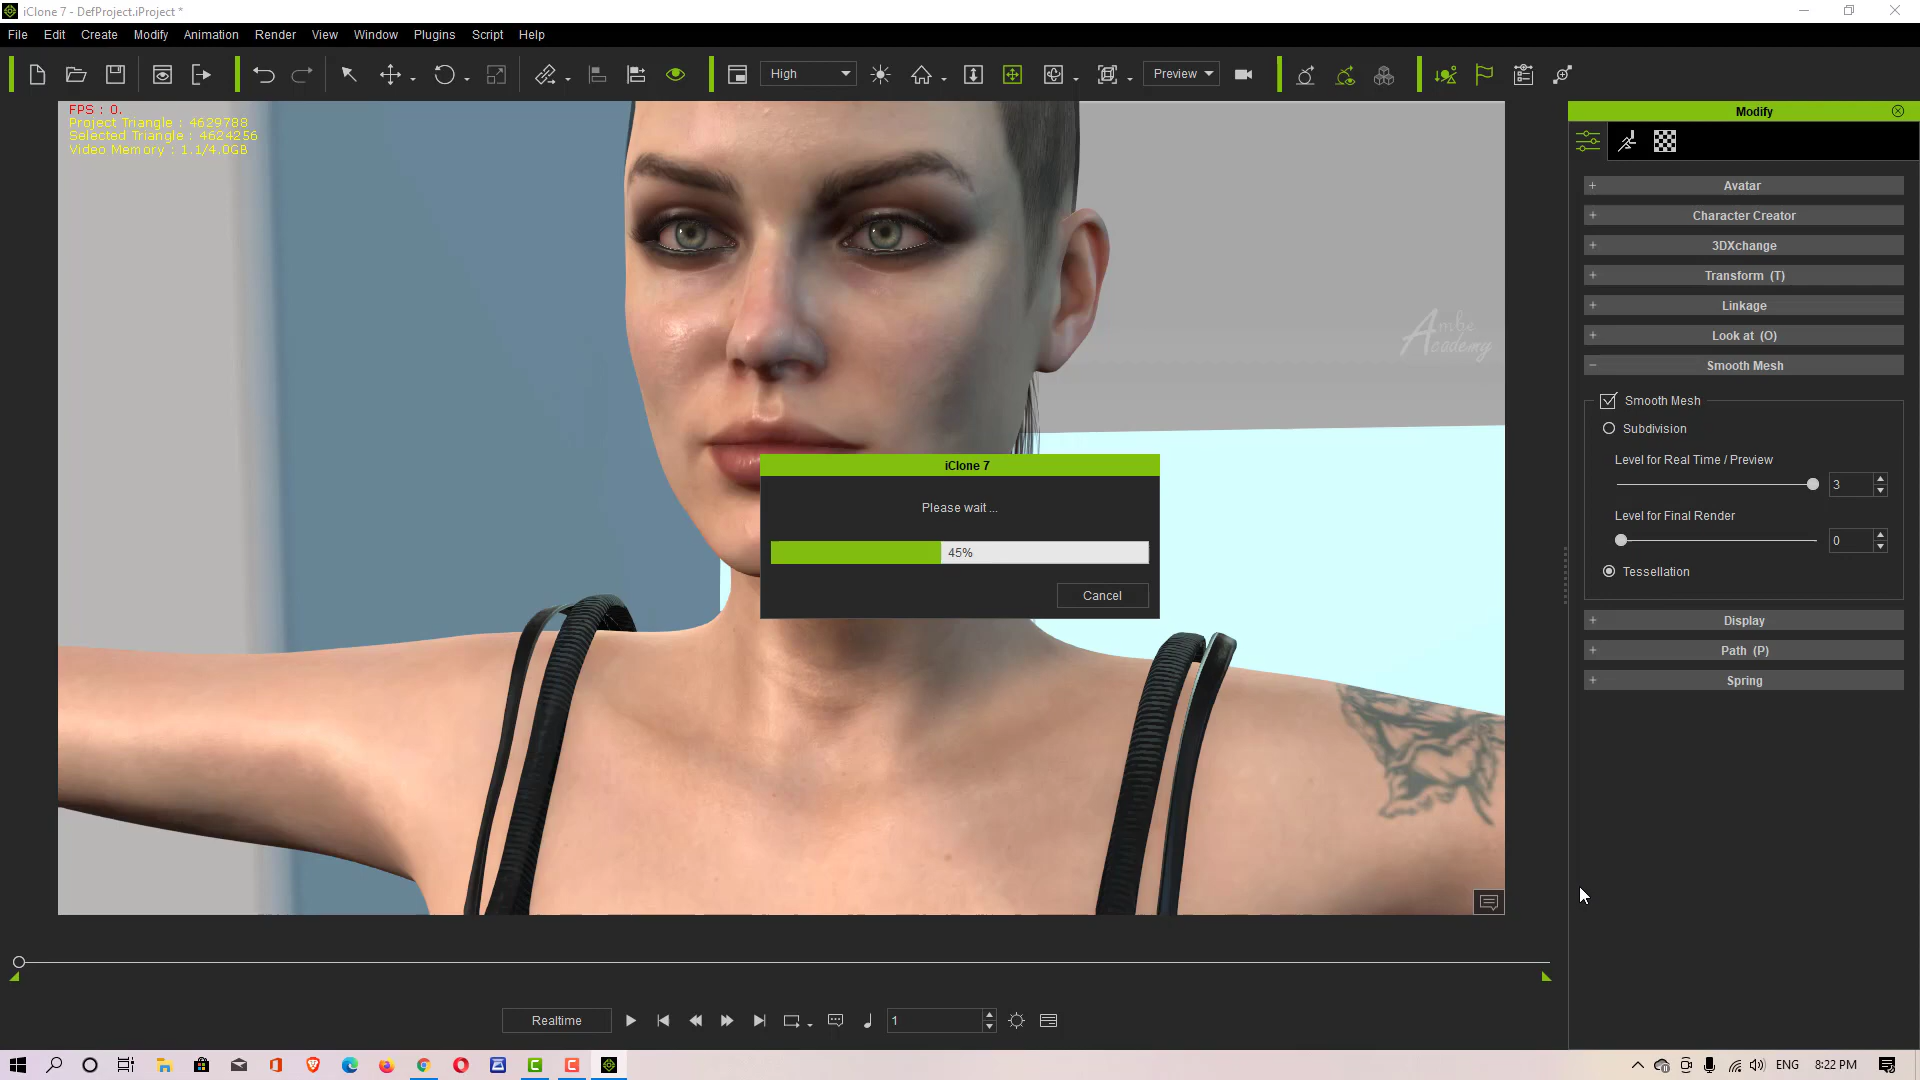 iClone 7 - DefProject.iProject *
File Edit Create Modify Animation Render View Window Plugins Script Help
High
Preview
FPS : 0.
Project Triangle : 4629788
Selected Triangle : 4624256
Video Memory : 1.1/4.0GB
Ambe
Academy
iClone 7
Please wait ...
45%
Cancel
Modify
Avatar
Character Creator
3DXchange
Transform (T)
Linkage
Look at (O)
Smooth Mesh
Smooth Mesh
Subdivision
Level for Real Time / Preview
3
Level for Final Render
0
Tessellation
Display
Path (P)
Spring
Realtime
1
ENG
8:22 PM